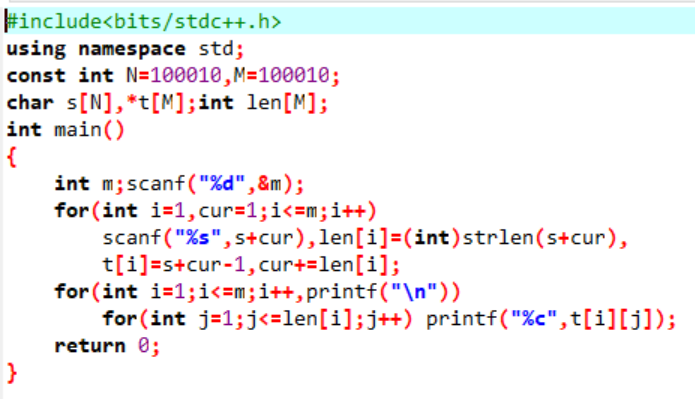 #include<bits/stdc++.h>
using namespace std;
const int N=100010,M=100010;
char s[N],*t[M];int len[M];
int main()
{
    int m;scanf("%d",&m);
    for(int i=1,cur=1;i<=m;i++)
        scanf("%s",s+cur),len[i]=(int)strlen(s+cur),
        t[i]=s+cur-1,cur+=len[i];
    for(int i=1;i<=m;i++,printf("\n"))
        for(int j=1;j<=len[i];j++) printf("%c",t[i][j]);
    return 0;
}